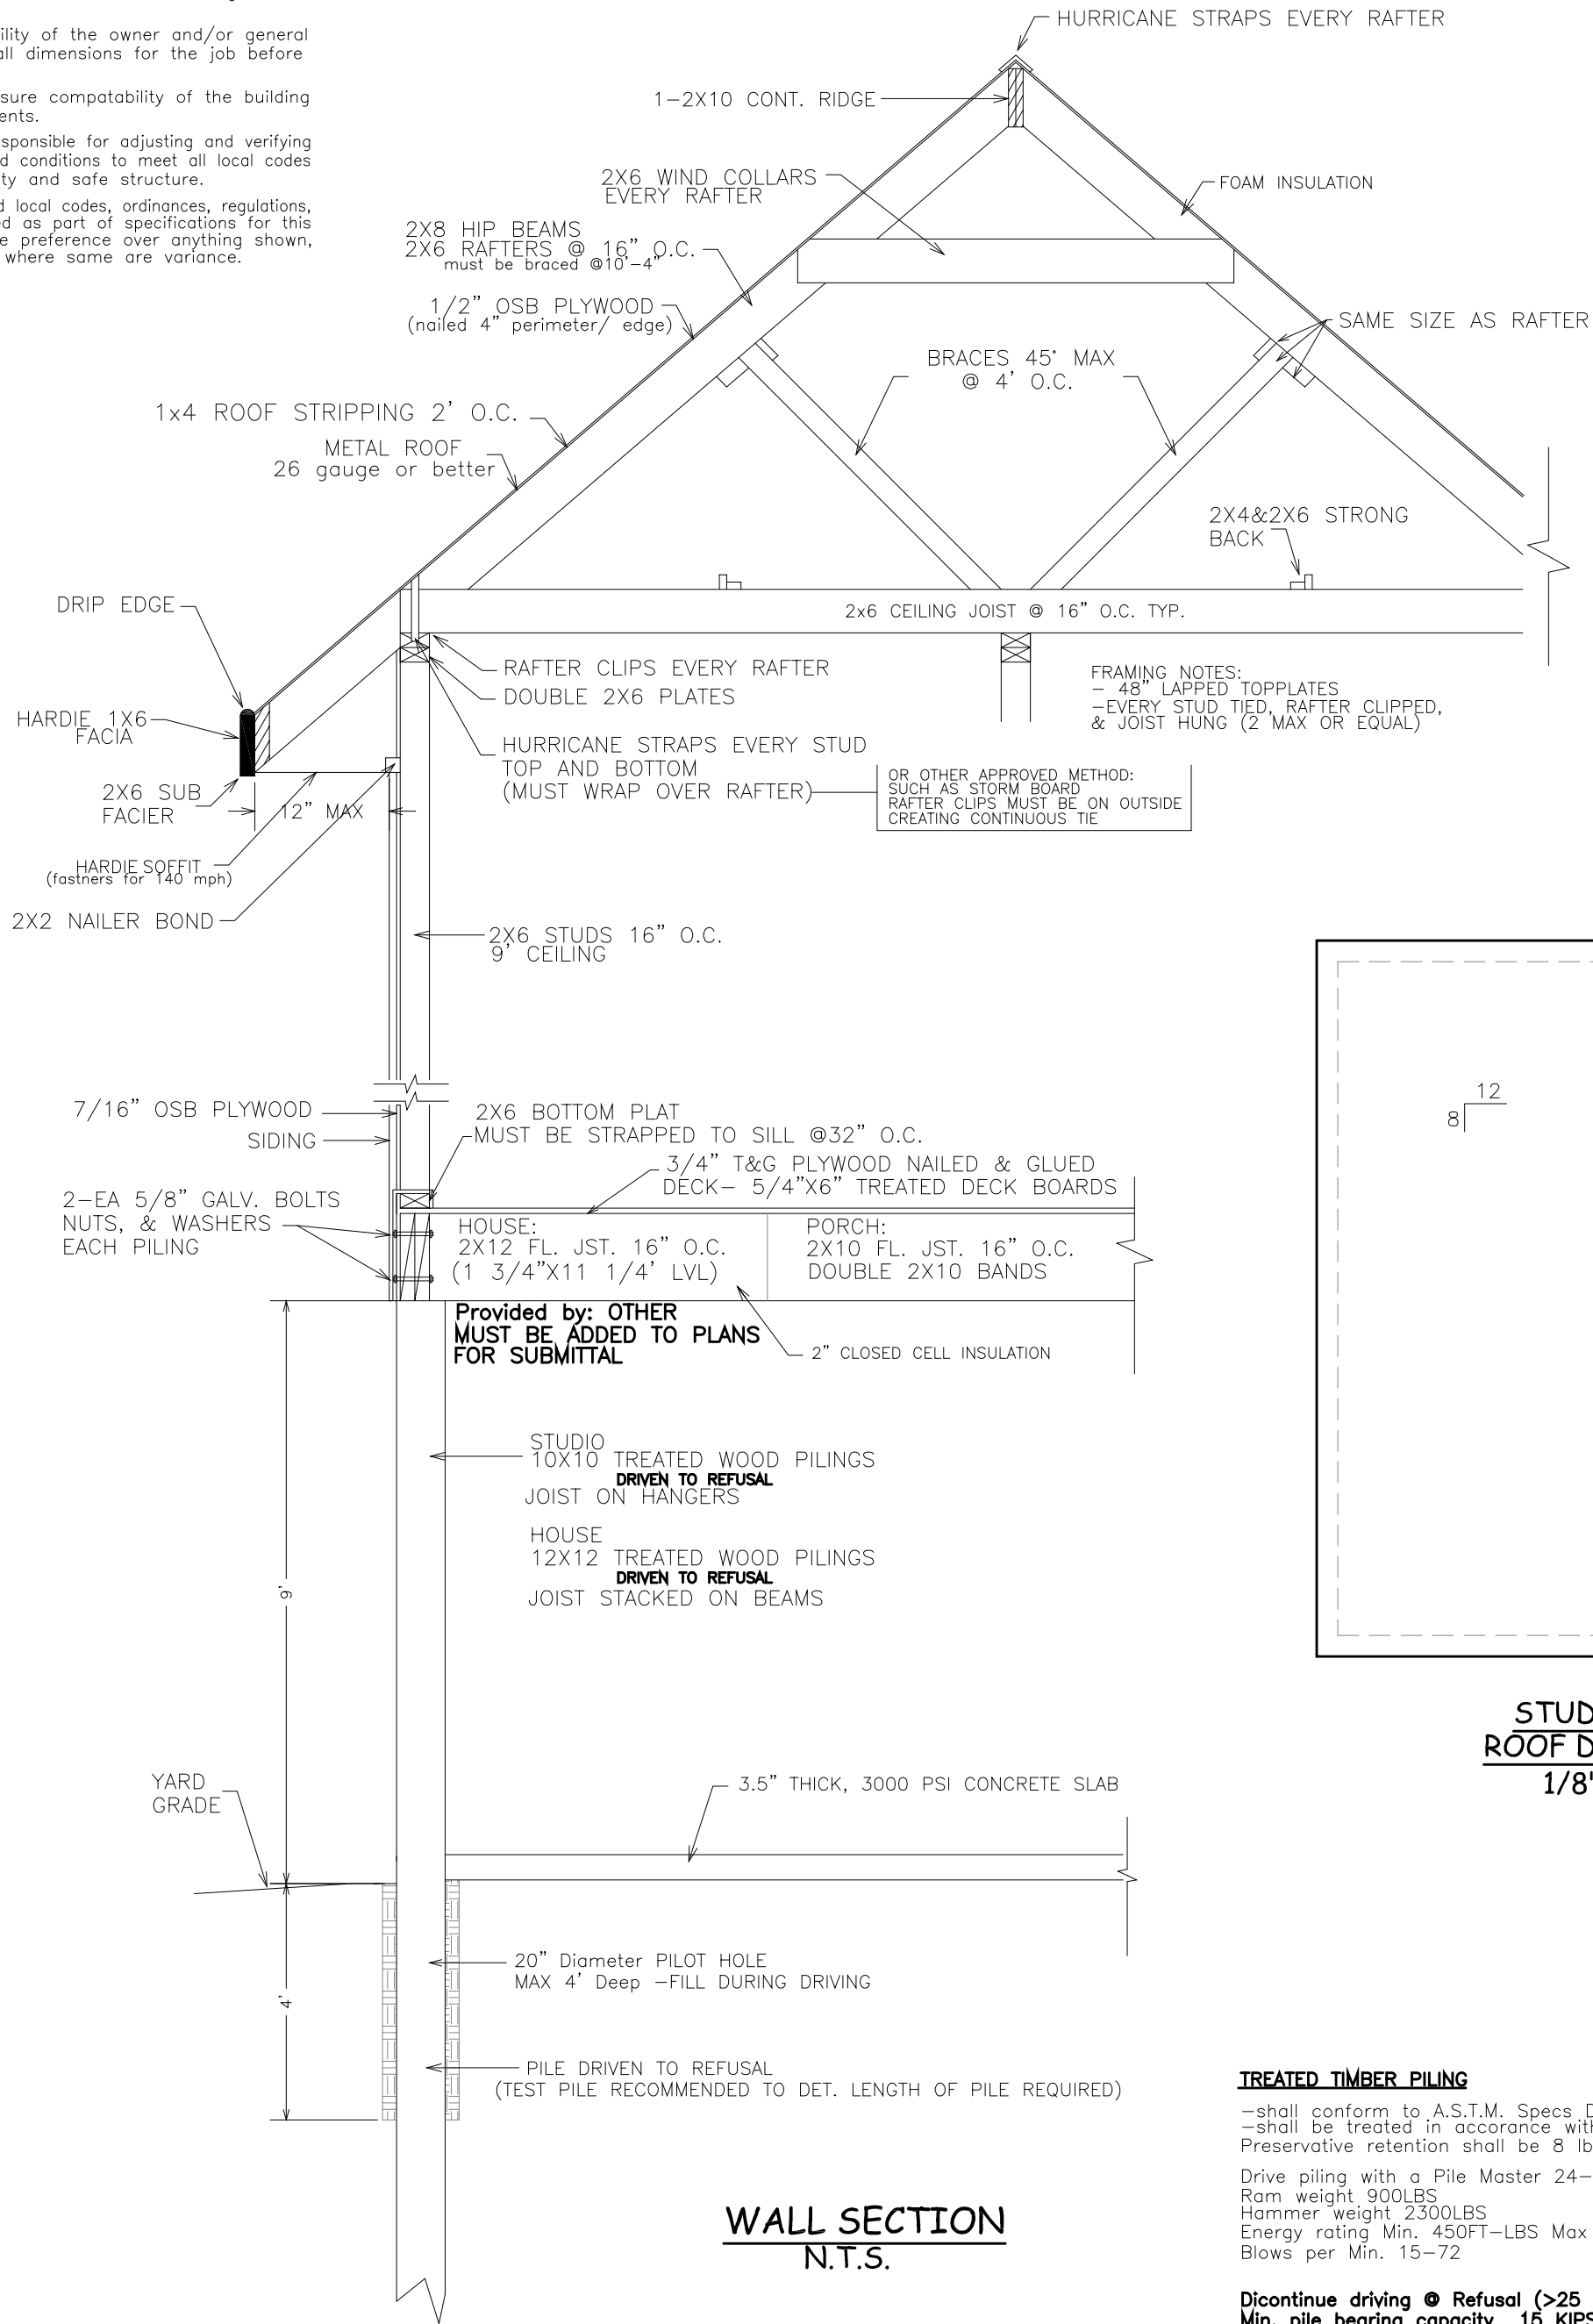 ility of the owner and/or general
all dimensions for the job before
sure compatability of the building
ents.
sponsible for adjusting and verifying
d conditions to meet all local codes
ty and safe structure.
d local codes, ordinances, regulations,
ed as part of specifications for this
e preference over anything shown,
where same are variance.
HURRICANE STRAPS EVERY RAFTER
1-2X10 CONT. RIDGE
2X6 WIND COLLARS
EVERY RAFTER
FOAM INSULATION
2X8 HIP BEAMS
2X6 RAFTERS @ 16" O.C.
must be braced @10'-4"
1/2" OSB PLYWOOD
(nailed 4" perimeter/ edge)
SAME SIZE AS RAFTER
BRACES 45° MAX
@ 4' O.C.
1x4 ROOF STRIPPING 2' O.C.
METAL ROOF
26 gauge or better
2X4&2X6 STRONG
BACK
DRIP EDGE
2x6 CEILING JOIST @ 16" O.C. TYP.
RAFTER CLIPS EVERY RAFTER
DOUBLE 2X6 PLATES
FRAMING NOTES:
- 48" LAPPED TOPPLATES
-EVERY STUD TIED, RAFTER CLIPPED,
& JOIST HUNG (2 MAX OR EQUAL)
HARDIE 1X6
FACIA
HURRICANE STRAPS EVERY STUD
TOP AND BOTTOM
(MUST WRAP OVER RAFTER)
OR OTHER APPROVED METHOD:
SUCH AS STORM BOARD
RAFTER CLIPS MUST BE ON OUTSIDE
CREATING CONTINUOUS TIE
2X6 SUB
FACIER
12" MAX
HARDIE SOFFIT
(fastners for 140 mph)
2X2 NAILER BOND
2X6 STUDS 16" O.C.
9' CEILING
12
8
7/16" OSB PLYWOOD
SIDING
2X6 BOTTOM PLAT
MUST BE STRAPPED TO SILL @32" O.C.
3/4" T&G PLYWOOD NAILED & GLUED
DECK- 5/4"X6" TREATED DECK BOARDS
2-EA 5/8" GALV. BOLTS
NUTS, & WASHERS
EACH PILING
HOUSE:
2X12 FL. JST. 16" O.C.
(1 3/4"X11 1/4' LVL)
PORCH:
2X10 FL. JST. 16" O.C.
DOUBLE 2X10 BANDS
Provided by: OTHER
MUST BE ADDED TO PLANS
FOR SUBMITTAL
2" CLOSED CELL INSULATION
STUDIO
10X10 TREATED WOOD PILINGS
DRIVEN TO REFUSAL
JOIST ON HANGERS
HOUSE
12X12 TREATED WOOD PILINGS
DRIVEN TO REFUSAL
JOIST STACKED ON BEAMS
9'
STUD
ROOF D
1/8"
YARD
GRADE
3.5" THICK, 3000 PSI CONCRETE SLAB
20" Diameter PILOT HOLE
MAX 4' Deep -FILL DURING DRIVING
4'
PILE DRIVEN TO REFUSAL
(TEST PILE RECOMMENDED TO DET. LENGTH OF PILE REQUIRED)
WALL SECTION
N.T.S.
TREATED TIMBER PILING
-shall conform to A.S.T.M. Specs D
-shall be treated in accorance with
Preservative retention shall be 8 lb
Drive piling with a Pile Master 24-
Ram weight 900LBS
Hammer weight 2300LBS
Energy rating Min. 450FT-LBS Max
Blows per Min. 15-72
Dicontinue driving @ Refusal (>25
Min. pile bearing capacity 15 KIPS